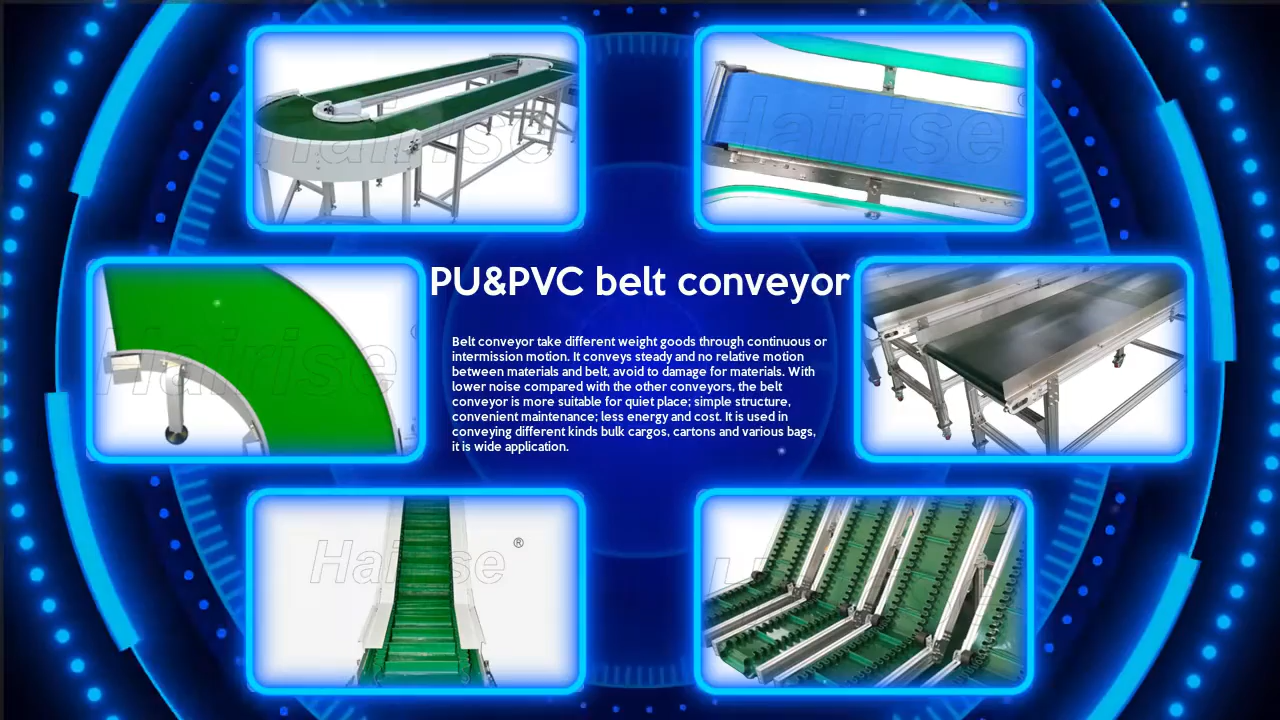 Hairise
Hairise
PU&PVC belt conveyor
Hairise
Belt conveyor take different weight goods through continuous or
intermission motion. It conveys steady and no relative motion
between materials and belt, avoid to damage for materials. With
lower noise compared with the other conveyors, the belt
conveyor is more suitable for quiet place; simple structure,
convenient maintenance; less energy and cost. It is used in
conveying different kinds bulk cargos, cartons and various bags,
it is wide application.
Hairise®